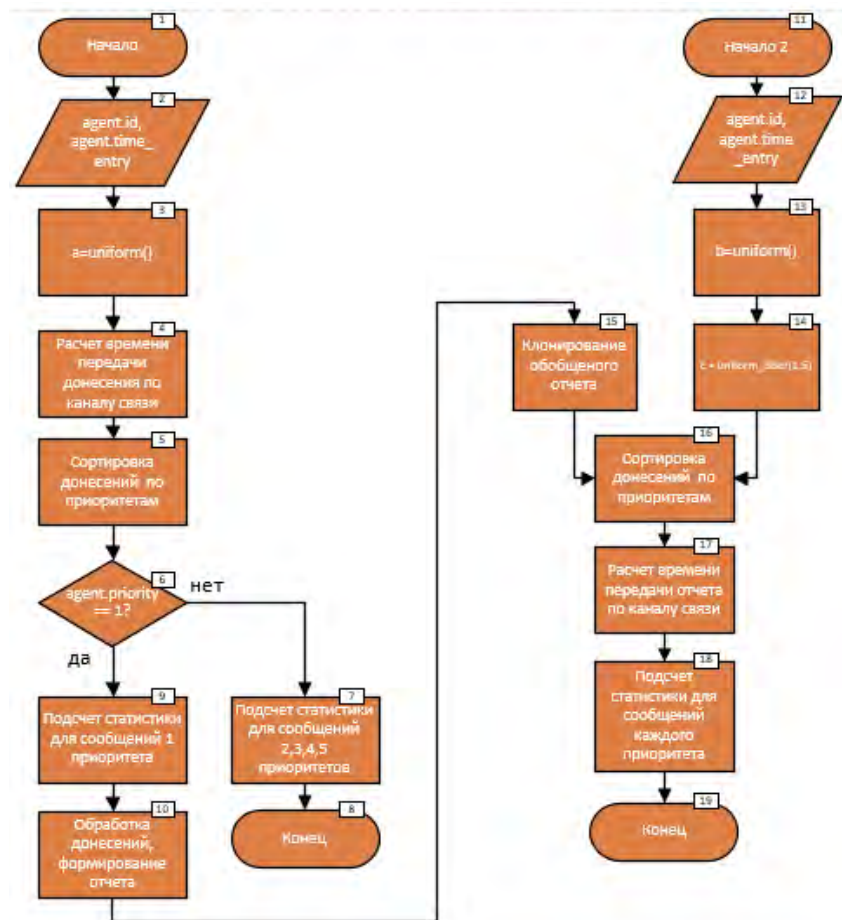 1
Начало
2
agent.id,
agent.time_
entry
3
a=uniform()
4
Расчет времени
передачи
донесения по
каналу связи
5
Сортировка
донесений по
приоритетам
6
agent.priority
== 1?
нет
да
9
Подсчет статистики
для сообщений 1
приоритета
7
Подсчет статистики
для сообщений
2,3,4,5
приоритетов
10
Обработка
донесений,
формирование
отчета
8
Конец
11
Начало 2
12
agent.id,
agent.time
_entry
13
b=uniform()
15
Клонирование
обобщеного
отчета
14
c = uniform_discr(1,5)
16
Сортировка
донесений по
приоритетам
17
Расчет времени
передачи отчета
по каналу связи
18
Подсчет
статистики для
сообщений
каждого
приоритета
19
Конец